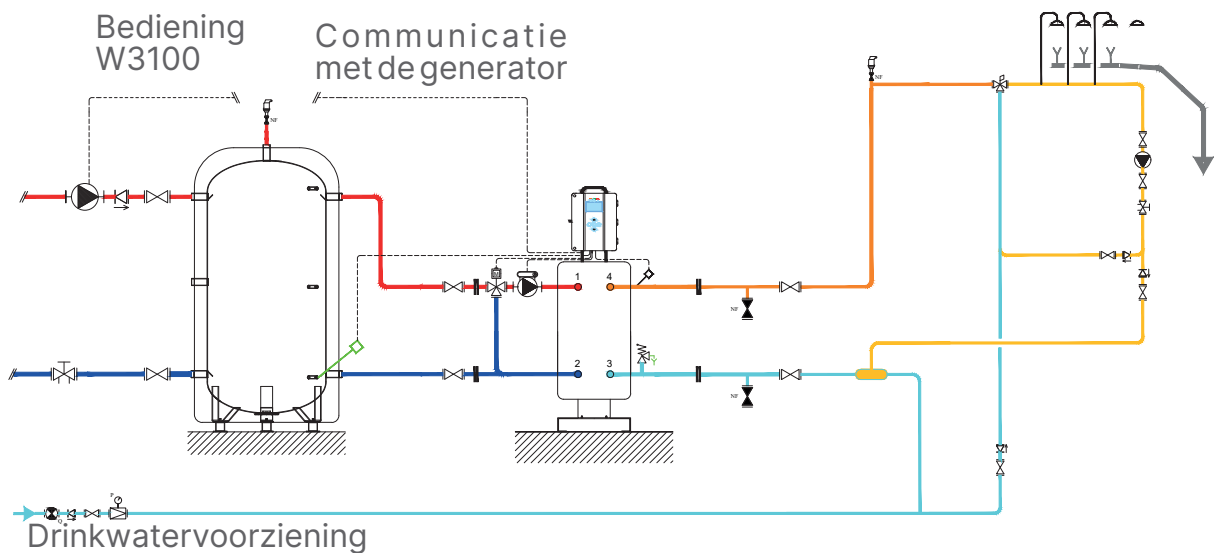 Bediening
W3100
Communicatie
met de generator
NF
NF
M
1
4
2
3
NF
NF
P
Q
Drinkwatervoorziening